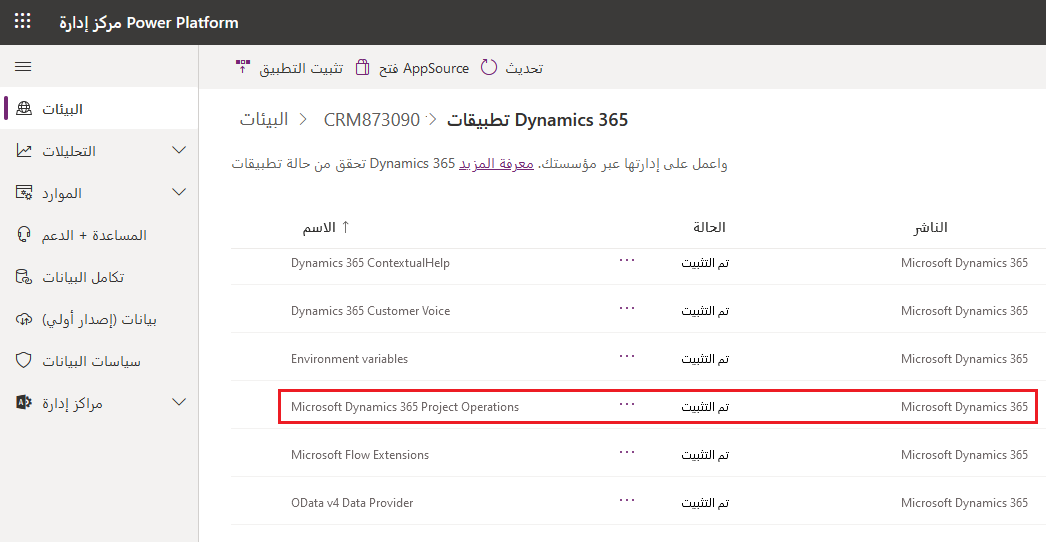 مركز إدارة Power Platform
تثبيت التطبيق
فتح AppSource
تحديث
البيئات
التحليلات
الموارد
المساعدة + الدعم
تكامل البيانات
بيانات (إصدار أولي)
سياسات البيانات
مراكز إدارة
البيئات > CRM873090 > تطبيقات Dynamics 365
تحقق من حالة تطبيقات Dynamics 365 واعمل على إدارتها عبر مؤسستك. معرفة المزيد
الاسم ↑ الحالة الناشر
Dynamics 365 ContextualHelp ... تم التثبيت Microsoft Dynamics 365
Dynamics 365 Customer Voice ... تم التثبيت Microsoft Dynamics 365
Environment variables ... تم التثبيت Microsoft Dynamics 365
Microsoft Dynamics 365 Project Operations ... تم التثبيت Microsoft Dynamics 365
Microsoft Flow Extensions ... تم التثبيت Microsoft Dynamics 365
OData v4 Data Provider ... تم التثبيت Microsoft Dynamics 365